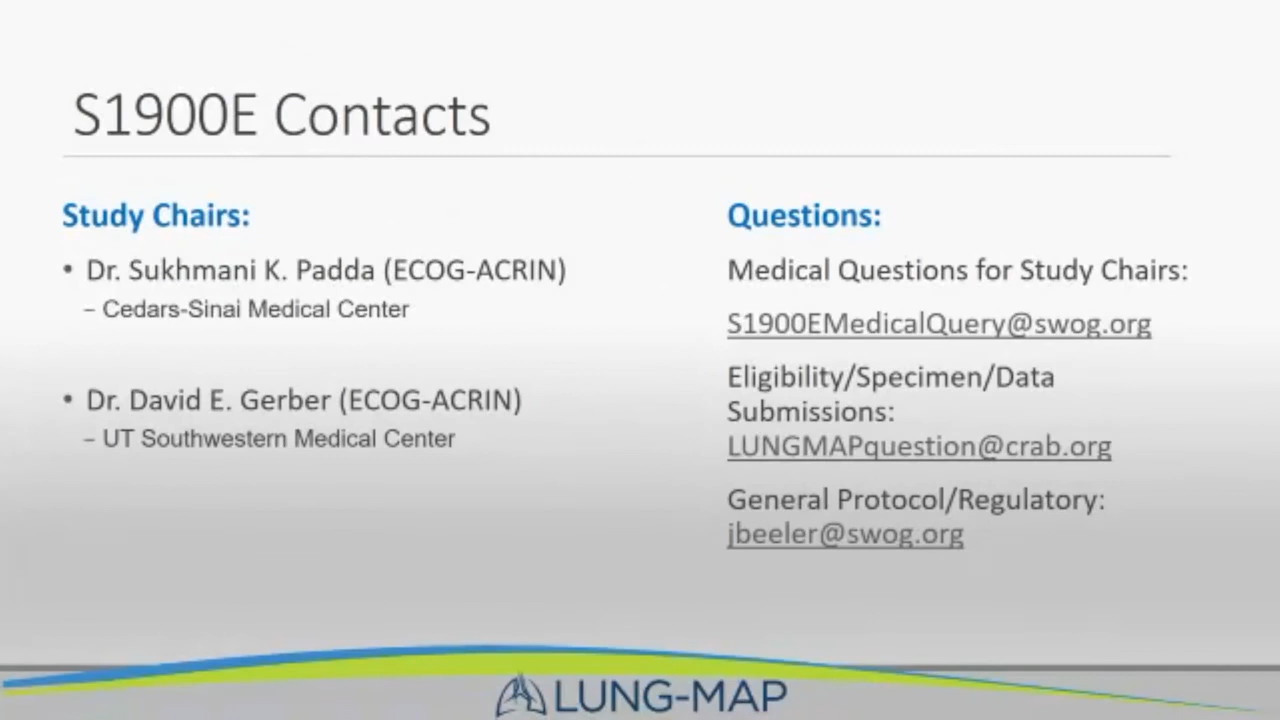 S1900E Contacts
Study Chairs:
• Dr. Sukhmani K. Padda (ECOG-ACRIN)
– Cedars-Sinai Medical Center
• Dr. David E. Gerber (ECOG-ACRIN)
– UT Southwestern Medical Center
Questions:
Medical Questions for Study Chairs:
S1900EMedicalQuery@swog.org
Eligibility/Specimen/Data
Submissions:
LUNGMAPquestion@crab.org
General Protocol/Regulatory:
jbeeler@swog.org
LUNG-MAP